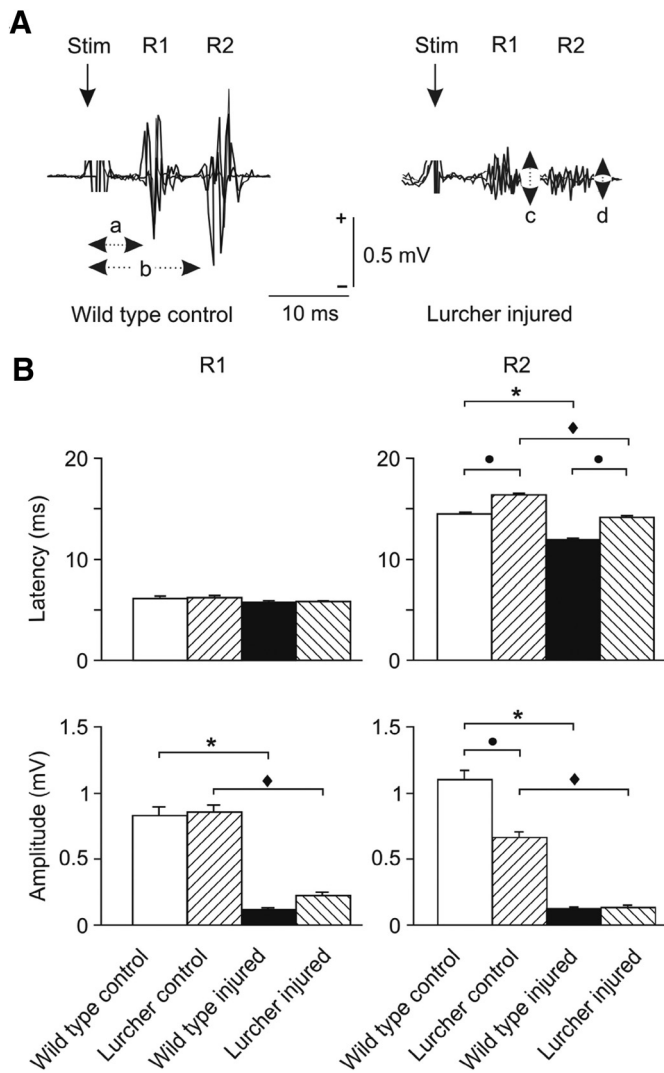 A
Stim R1 R2
Stim R1 R2
a
b
c
d
+
0.5 mV
−
10 ms
Wild type control
Lurcher injured
B
R1
R2
*
♦
• •
Latency (ms)
20
10
0
20
10
0
Amplitude (mV)
1.5
1
0.5
0
*
♦
1.5
1
0.5
0
*
•
♦
Wild type control
Lurcher control
Wild type injured
Lurcher injured
Wild type control
Lurcher control
Wild type injured
Lurcher injured